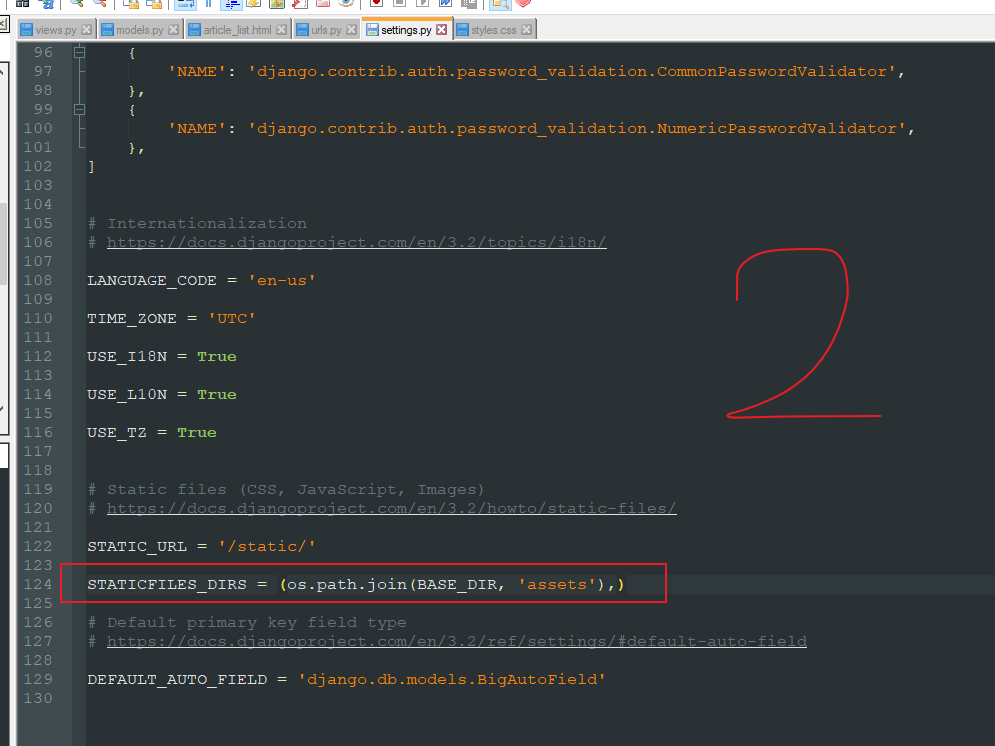 views.py models.py article_list.html urls.py settings.py styles.css
96 {
97 'NAME': 'django.contrib.auth.password_validation.CommonPasswordValidator',
98 },
99 {
100 'NAME': 'django.contrib.auth.password_validation.NumericPasswordValidator',
101 },
102 ]
103
104
105 # Internationalization
106 # https://docs.djangoproject.com/en/3.2/topics/i18n/
107
108 LANGUAGE_CODE = 'en-us'
109
110 TIME_ZONE = 'UTC'
111
112 USE_I18N = True
113
114 USE_L10N = True
115
116 USE_TZ = True
117
118
119 # Static files (CSS, JavaScript, Images)
120 # https://docs.djangoproject.com/en/3.2/howto/static-files/
121
122 STATIC_URL = '/static/'
123
124 STATICFILES_DIRS = (os.path.join(BASE_DIR, 'assets'),)
125
126 # Default primary key field type
127 # https://docs.djangoproject.com/en/3.2/ref/settings/#default-auto-field
128
129 DEFAULT_AUTO_FIELD = 'django.db.models.BigAutoField'
130
2